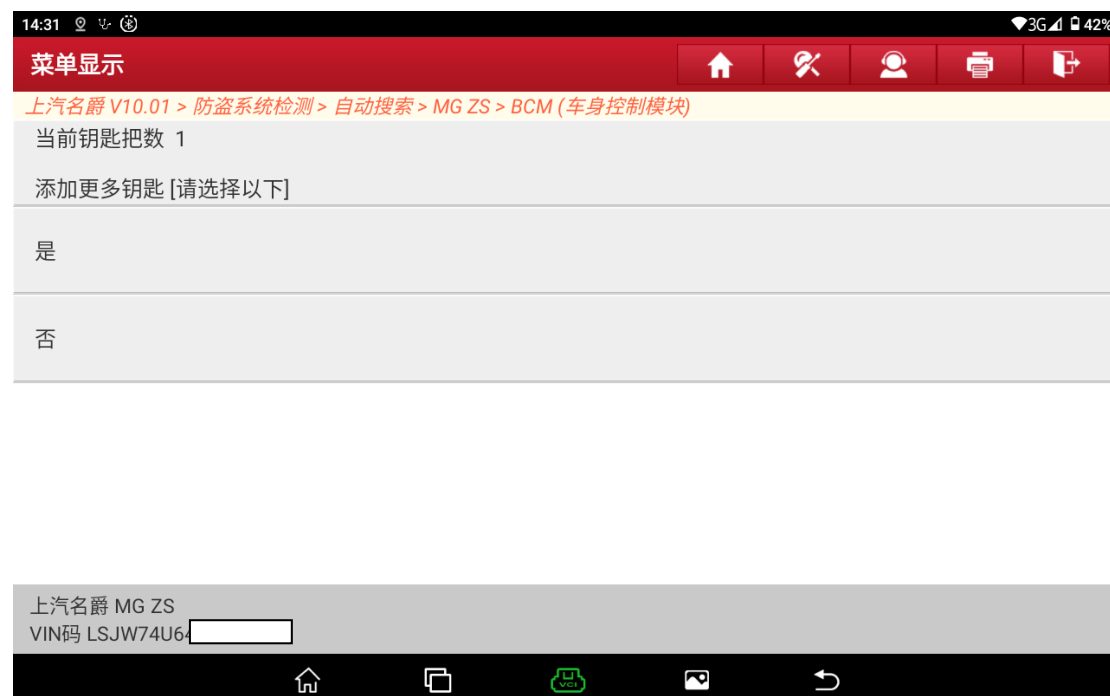 14:31 3G 42%
菜单显示
上汽名爵 V10.01 > 防盗系统检测 > 自动搜索 > MG ZS > BCM (车身控制模块)
当前钥匙把数 1
添加更多钥匙 [请选择以下]
是
否
上汽名爵 MG ZS
VIN码 LSJW74U64
VCI